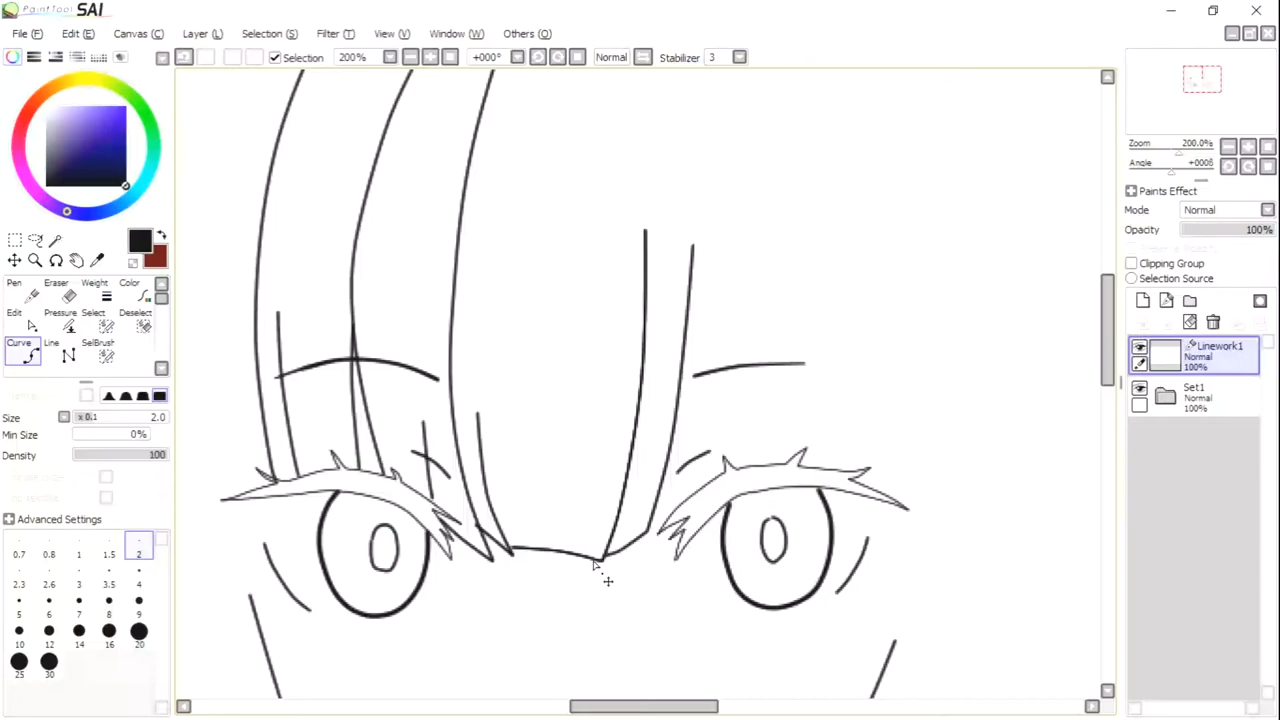 PaintTool SAI
File (F) Edit (E) Canvas (C) Layer (L) Selection (S) Filter (T) View (V) Window (W) Others (O)
Selection 200% +000° Normal Stabilizer 3
Zoom 200.0%
Angle +000
Paints Effect
Mode Normal
Opacity 100%
Clipping Group
Selection Source
Linework1
Normal
100%
Set1
Normal
100%
Pen Eraser Weight Color
Edit Pressure Select Deselect
Curve Line SelBrush
Size x 0.1 2.0
Min Size 0%
Density 100
Advanced Settings
0.7 0.8 1 1.5 2
2.3 2.6 3 3.5 4
5 6 7 8 9
10 12 14 16 20
25 30